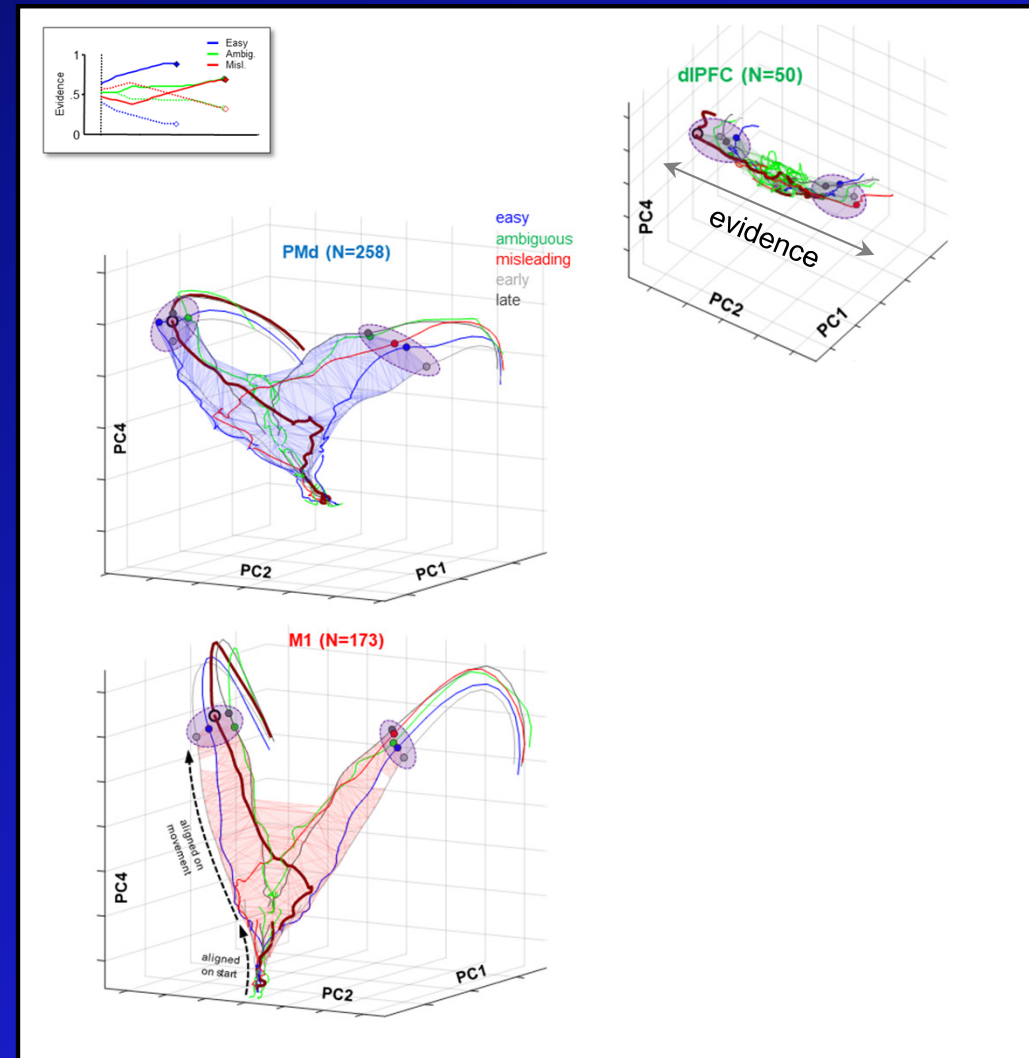 Easy
Ambig.
Misl.
1
.5
0
Evidence
dlPFC (N=50)
PC4
evidence
PC2
PC1
PMd (N=258)
easy
ambiguous
misleading
early
late
PC4
PC2
PC1
M1 (N=173)
aligned on
movement
PC4
aligned
on start
PC2
PC1